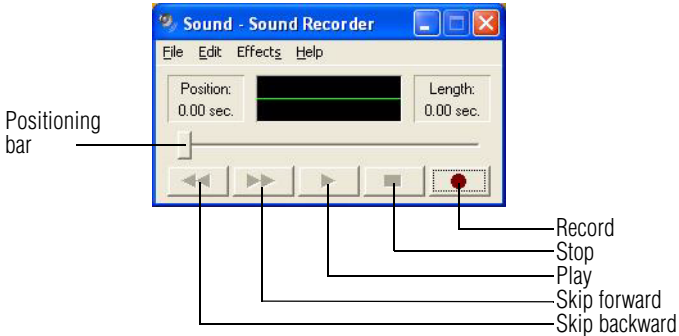 Sound - Sound Recorder
File Edit Effects Help
Position:
0.00 sec.
Length:
0.00 sec.
Positioning
bar
Record
Stop
Play
Skip forward
Skip backward